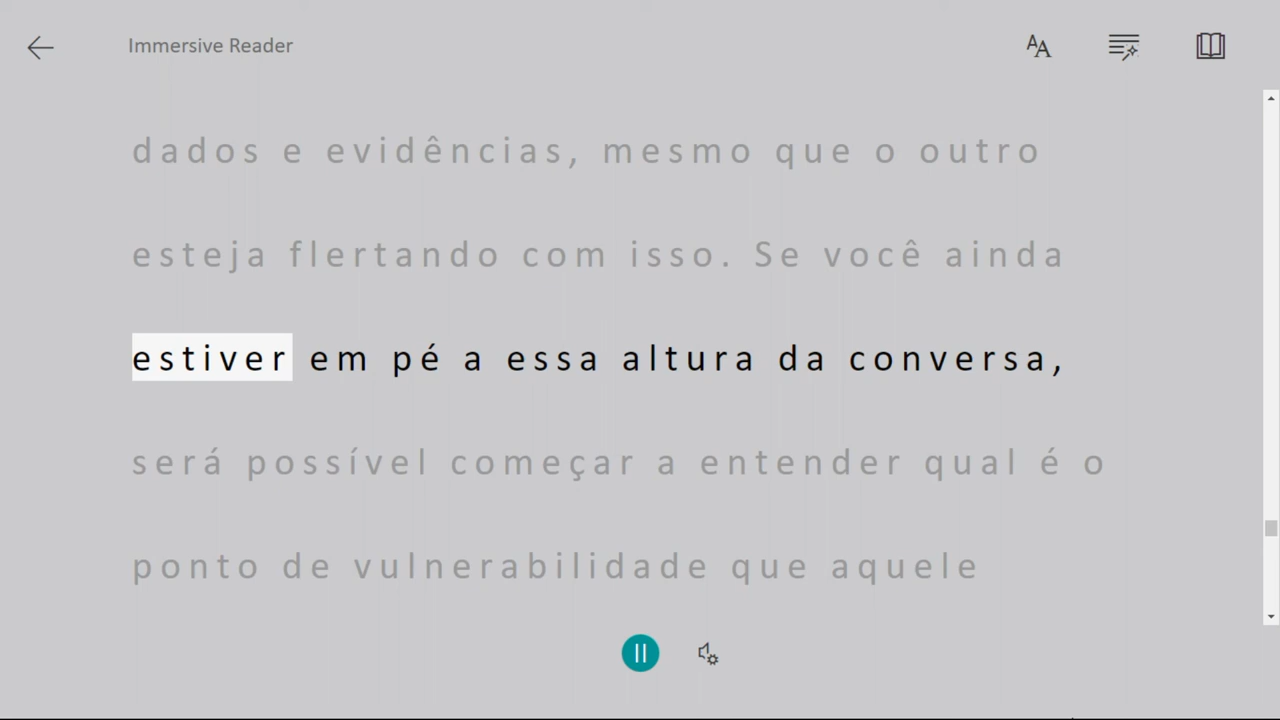 Immersive Reader
dados e evidências, mesmo que o outro
esteja flertando com isso. Se você ainda
estiver em pé a essa altura da conversa,
será possível começar a entender qual é o
ponto de vulnerabilidade que aquele